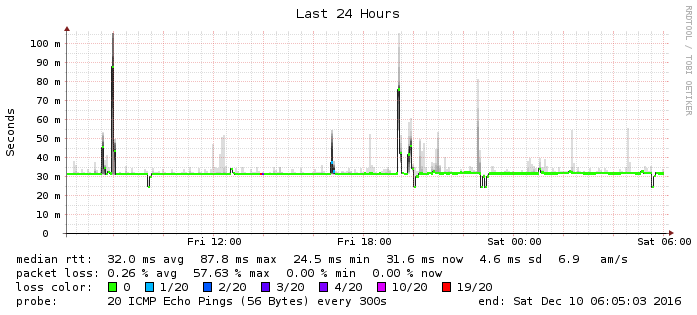 Last 24 Hours
RRDTOOL / TOBI OETIKER
Seconds
100 m
90 m
80 m
70 m
60 m
50 m
40 m
30 m
20 m
10 m
0
Fri 12:00 Fri 18:00 Sat 00:00 Sat 06:00
median rtt: 32.0 ms avg 87.8 ms max 24.5 ms min 31.6 ms now 4.6 ms sd 6.9 am/s
packet loss: 0.26 % avg 57.63 % max 0.00 % min 0.00 % now
loss color: 0 1/20 2/20 3/20 4/20 10/20 19/20
probe: 20 ICMP Echo Pings (56 Bytes) every 300s end: Sat Dec 10 06:05:03 2016